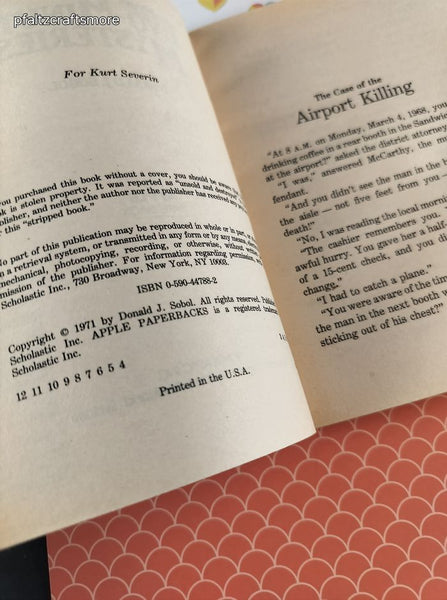 pfaltzcraftsmore
For Kurt Severin
you purchased this book without a cover, you should be aware
book is stolen property. It was reported as "unsold and destroyed"
publisher, and neither the author nor the publisher has received any
this "stripped book."
No part of this publication may be reproduced in whole or in part,
a retrieval system, or transmitted in any form or by any means,
mechanical, photocopying, recording, or otherwise, without
permission of the publisher. For information regarding permission,
Scholastic Inc., 730 Broadway, New York, NY 10003.
ISBN 0-590-44788-2
Copyright © 1971 by Donald J. Sobol. All rights reserved.
Scholastic Inc. APPLE PAPERBACKS is a registered
Scholastic Inc.
12 11 10 9 8 7 6 5 4
Printed in the U.S.A.
The Case of the
Airport Killing
"At 8 A.M. on Monday, March 4, 1968, you
drinking coffee in a rear booth in the Sandwich
at the airport?" asked the district attorney
"I was," answered McCarthy, the
fendant.
"And you didn't see the man in the
the aisle — not five feet from you —
death?"
"No, I was reading the local
"The cashier remembers you
awful hurry. You gave her a half-
of a 15-cent check, and you
change."
"I had to catch a plane."
"You were aware of the
the man in the next booth
sticking out of his chest?"